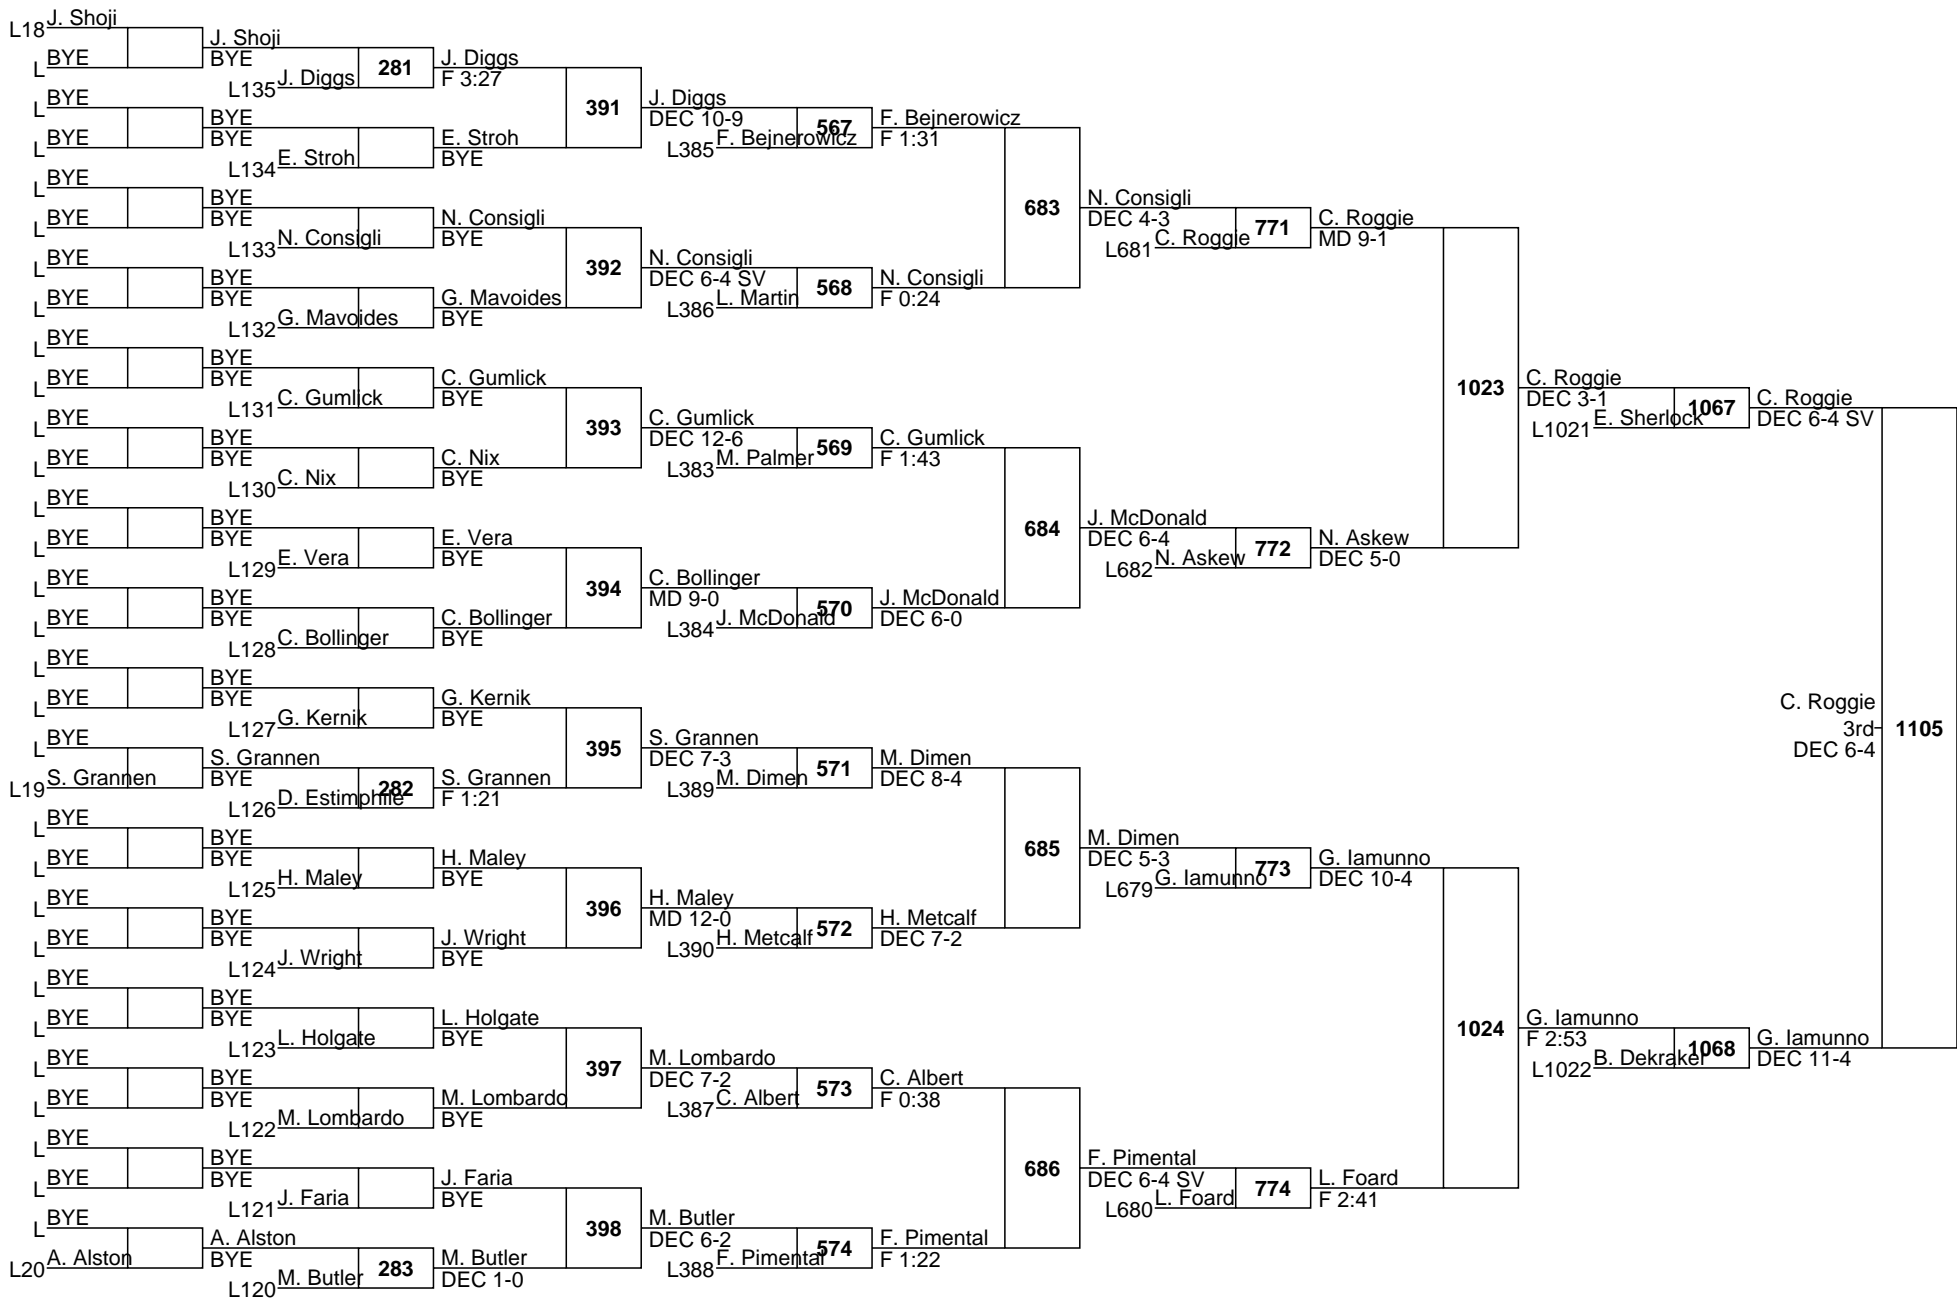 J. Shoji
L18
J. Shoji
BYE
BYE
L
281
J. Diggs
F 3:27
J. Diggs
L135
BYE
L
391
J. Diggs
DEC 10-9
BYE
L
BYE
BYE
567
F. Bejnerowicz
F 1:31
F. Bejnerowicz
L385
E. Stroh
BYE
E. Stroh
L134
BYE
L
BYE
L
BYE
BYE
683
N. Consigli
DEC 4-3
N. Consigli
BYE
771
C. Roggie
MD 9-1
N. Consigli
L133
C. Roggie
L681
BYE
L
392
N. Consigli
DEC 6-4 SV
BYE
L
BYE
BYE
568
N. Consigli
F 0:24
L. Martin
L386
G. Mavoides
BYE
G. Mavoides
L132
BYE
L
BYE
L
BYE
BYE
C. Gumlick
BYE
1023
C. Roggie
DEC 3-1
C. Gumlick
L131
1067
C. Roggie
DEC 6-4 SV
E. Sherlock
L1021
BYE
L
393
C. Gumlick
DEC 12-6
BYE
L
BYE
BYE
569
C. Gumlick
F 1:43
M. Palmer
L383
C. Nix
BYE
C. Nix
L130
BYE
L
BYE
L
BYE
BYE
684
J. McDonald
DEC 6-4
E. Vera
BYE
772
N. Askew
DEC 5-0
E. Vera
L129
N. Askew
L682
BYE
L
394
C. Bollinger
MD 9-0
BYE
L
BYE
BYE
570
J. McDonald
DEC 6-0
J. McDonald
L384
C. Bollinger
BYE
C. Bollinger
L128
BYE
L
BYE
L
BYE
BYE
G. Kernik
BYE
G. Kernik
L127
C. Roggie
3rd
DEC 6-4
1105
BYE
L
395
S. Grannen
DEC 7-3
S. Grannen
L19
S. Grannen
BYE
571
M. Dimen
DEC 8-4
M. Dimen
L389
282
S. Grannen
F 1:21
D. Estimphile
L126
BYE
L
BYE
L
BYE
BYE
685
M. Dimen
DEC 5-3
H. Maley
BYE
773
G. Iamunno
DEC 10-4
H. Maley
L125
G. Iamunno
L679
BYE
L
396
H. Maley
MD 12-0
BYE
L
BYE
BYE
572
H. Metcalf
DEC 7-2
H. Metcalf
L390
J. Wright
BYE
J. Wright
L124
BYE
L
BYE
L
BYE
BYE
L. Holgate
BYE
1024
G. Iamunno
F 2:53
L. Holgate
L123
1068
G. Iamunno
DEC 11-4
B. Dekraker
L1022
BYE
L
397
M. Lombardo
DEC 7-2
BYE
L
BYE
BYE
573
C. Albert
F 0:38
C. Albert
L387
M. Lombardo
BYE
M. Lombardo
L122
BYE
L
BYE
L
BYE
BYE
686
F. Pimental
DEC 6-4 SV
J. Faria
BYE
774
L. Foard
F 2:41
J. Faria
L121
L. Foard
L680
BYE
L
398
M. Butler
DEC 6-2
A. Alston
L20
A. Alston
BYE
574
F. Pimental
F 1:22
F. Pimental
L388
283
M. Butler
DEC 1-0
M. Butler
L120